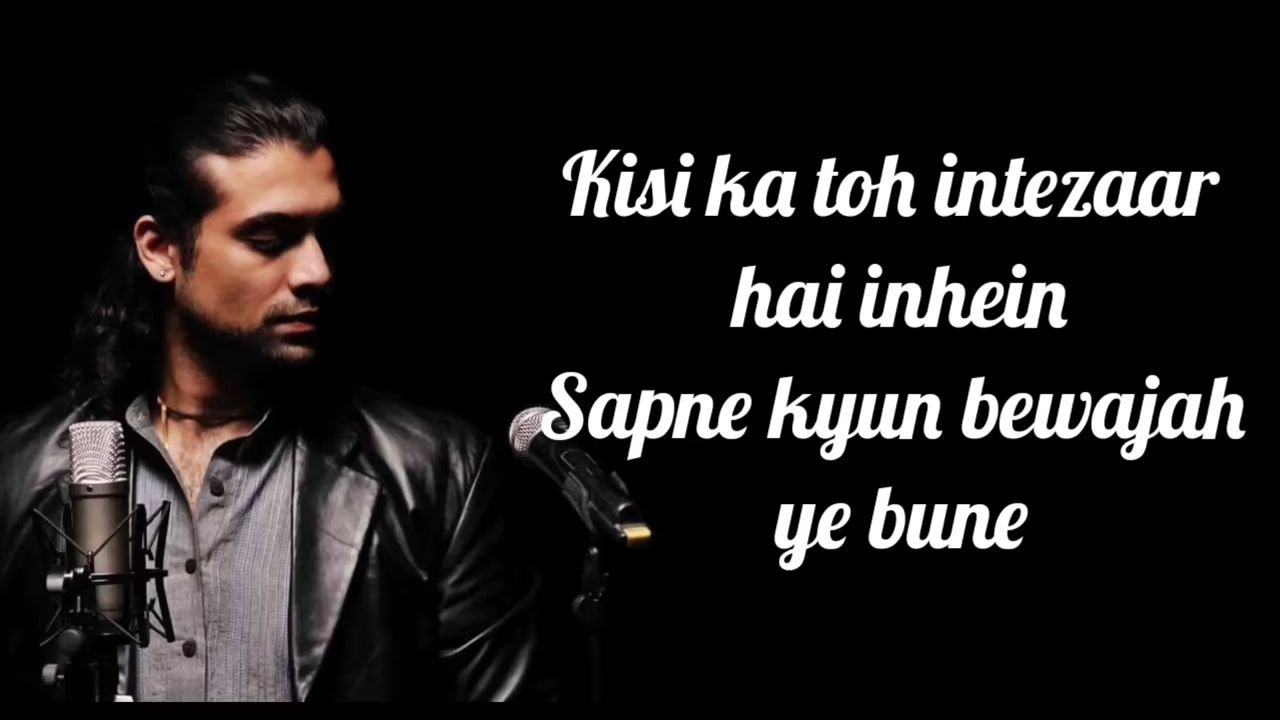 Kisi ka toh intezaar
hai inhein
Sapne kyun bewajah
ye bune